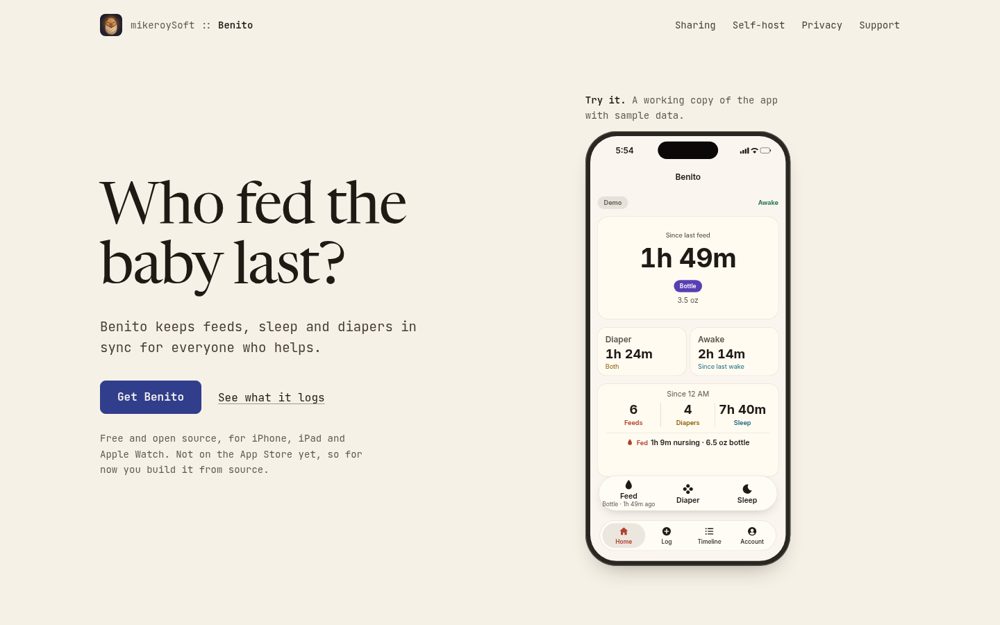 mikeroySoft :: Benito
Sharing Self-host Privacy Support
Who fed the
baby last?
Benito keeps feeds, sleep and diapers in
sync for everyone who helps.
Get Benito
See what it logs
Free and open source, for iPhone, iPad and
Apple Watch. Not on the App Store yet, so for
now you build it from source.
Try it. A working copy of the app
with sample data.
5:54
Benito
Demo
Awake
Since last feed
1h 49m
Bottle
3.5 oz
Diaper
1h 24m
Both
Awake
2h 14m
Since last wake
Since 12 AM
6 4 7h 40m
Feeds Diapers Sleep
Fed 1h 9m nursing · 6.5 oz bottle
Feed
Bottle · 1h 49m ago
Diaper
Sleep
Home Log Timeline Account